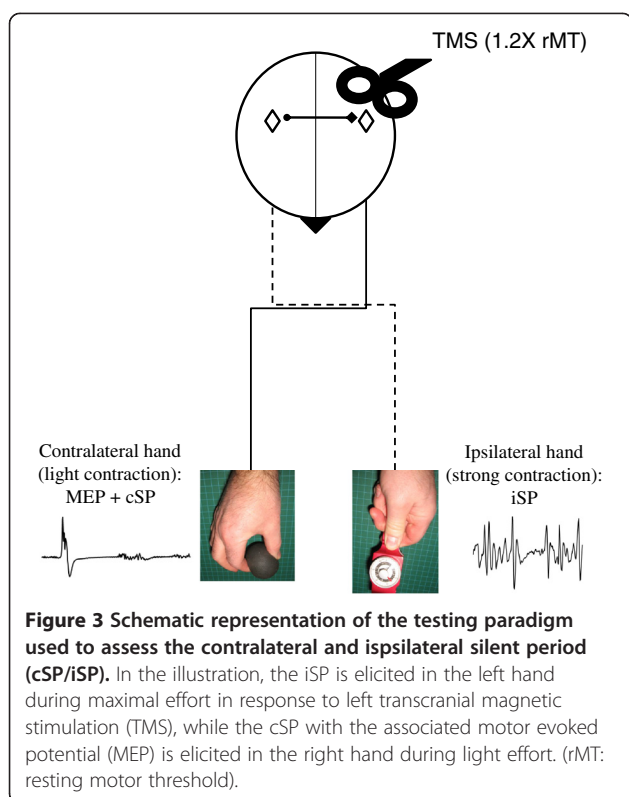 TMS (1.2X rMT)
Contralateral hand
(light contraction):
MEP + cSP
Ipsilateral hand
(strong contraction):
iSP
Figure 3 Schematic representation of the testing paradigm
used to assess the contralateral and ispsilateral silent period
(cSP/iSP). In the illustration, the iSP is elicited in the left hand
during maximal effort in response to left transcranial magnetic
stimulation (TMS), while the cSP with the associated motor evoked
potential (MEP) is elicited in the right hand during light effort. (rMT:
resting motor threshold).